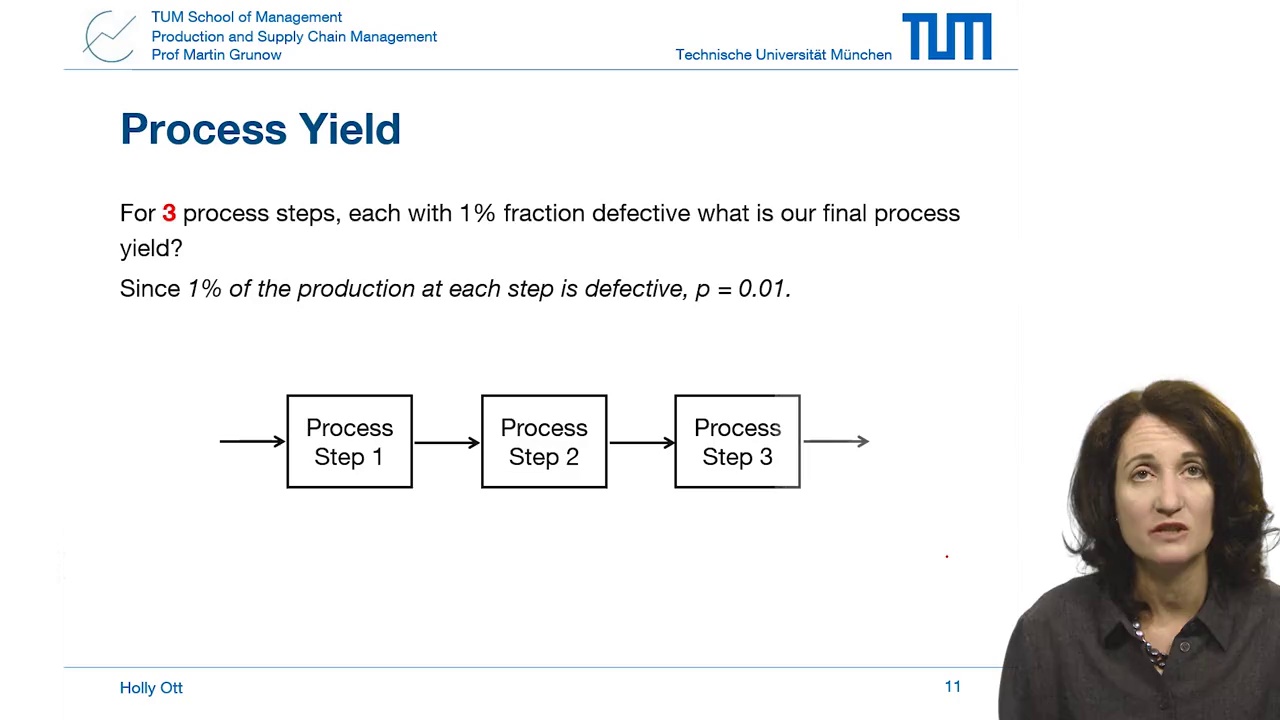 TUM School of Management
Production and Supply Chain Management
Prof Martin Grunow
Technische Universität München
TUM
Process Yield
For 3 process steps, each with 1% fraction defective what is our final process
yield?
Since 1% of the production at each step is defective, p = 0.01.
Process
Step 1
Process
Step 2
Process
Step 3
Holly Ott
11